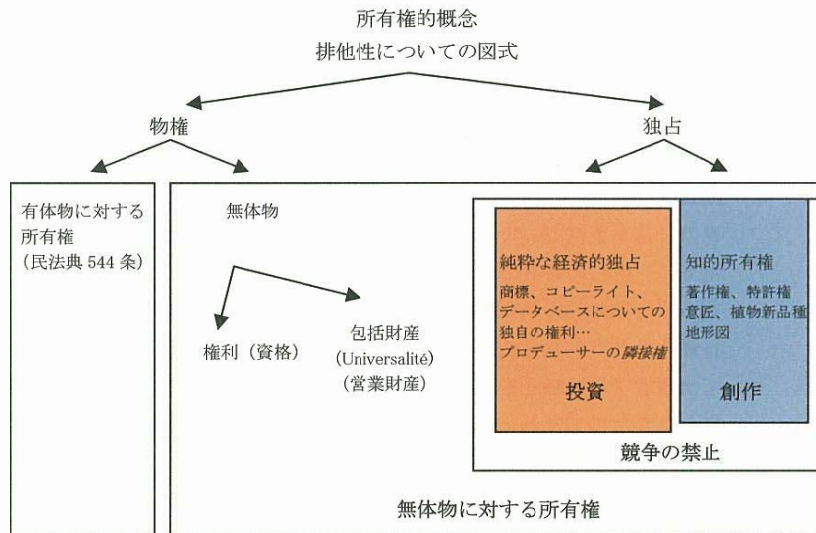 所有権的概念
排他性についての図式
物権
独占
有体物に対する
所有権
（民法典 544 条）
無体物
権利（資格）
包括財産
(Universalité)
（営業財産）
純粋な経済的独占
商標、コピーライト、
データベースについての
独自の権利…
プロデューサーの隣接権
投資
知的所有権
著作権、特許権
意匠、植物新品種
地形図
創作
競争の禁止
無体物に対する所有権